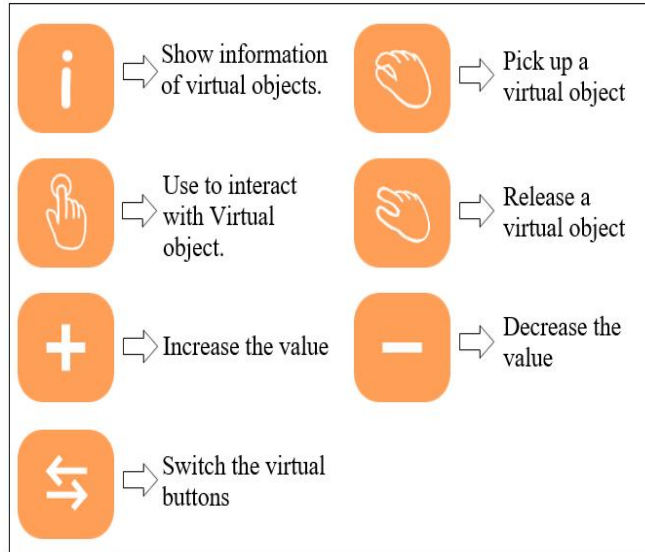 Show information
of virtual objects.
Pick up a
virtual object
Use to interact
with Virtual
object.
Release a
virtual object
Increase the value
Decrease the
value
Switch the virtual
buttons